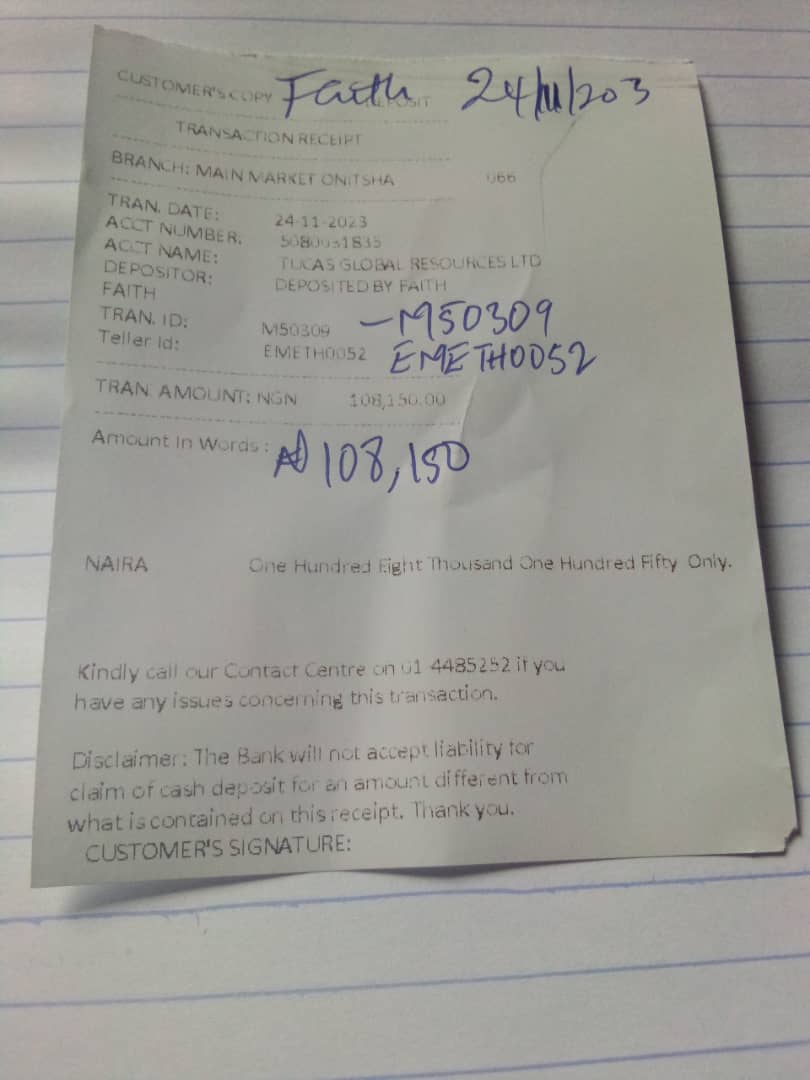 CUSTOMER'S COPY Faith DEPOSIT 24/11/203
TRANSACTION RECEIPT
BRANCH: MAIN MARKET ONITSHA 066
TRAN. DATE: 24-11-2023
ACCT NUMBER: 5080031835
ACCT NAME: TUCAS GLOBAL RESOURCES LTD
DEPOSITOR: DEPOSITED BY FAITH
FAITH
TRAN. ID: M50309 – M50309
Teller Id: EMETH0052 EMETH0052
TRAN. AMOUNT: NGN 108,150.00
Amount In Words : ₦108,150
NAIRA One Hundred Eight Thousand One Hundred Fifty Only.
Kindly call our Contact Centre on 01 4485252 if you
have any issues concerning this transaction.
Disclaimer: The Bank will not accept liability for
claim of cash deposit for an amount different from
what is contained on this receipt. Thank you.
CUSTOMER'S SIGNATURE: